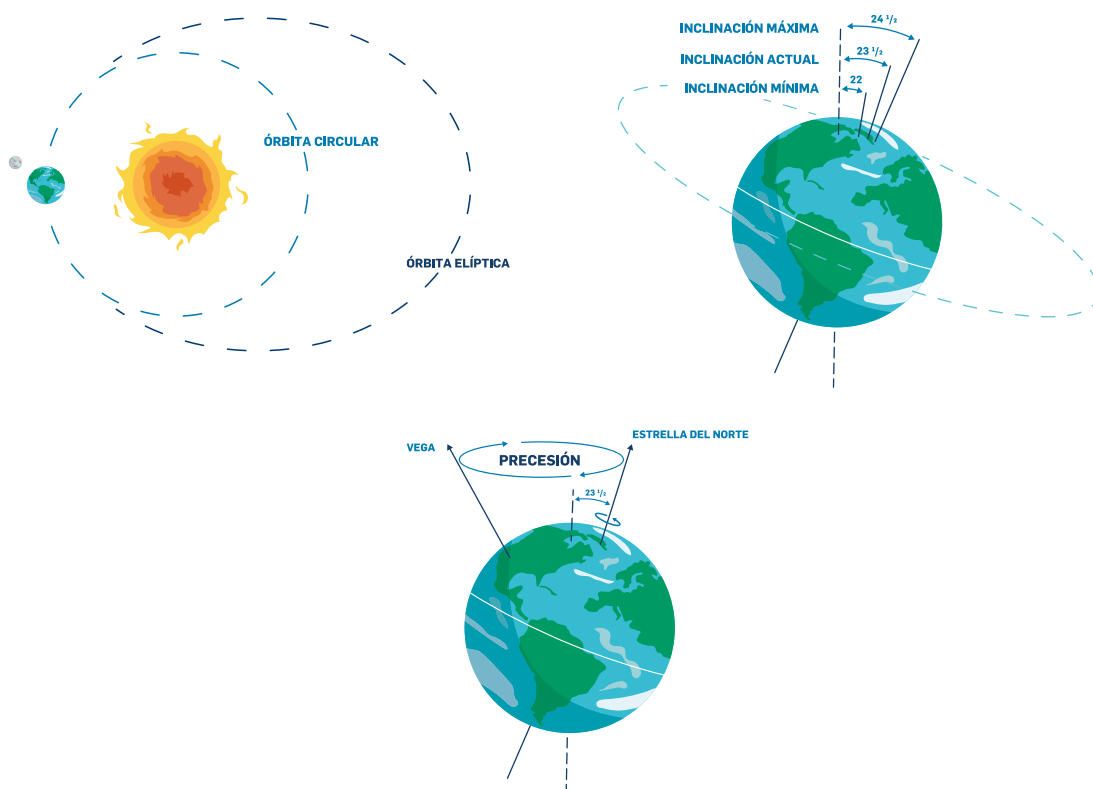 ÓRBITA CIRCULAR
ÓRBITA ELÍPTICA
INCLINACIÓN MÁXIMA
24 ¹/²
INCLINACIÓN ACTUAL
23 ¹/²
INCLINACIÓN MÍNIMA
22
VEGA
PRECESIÓN
ESTRELLA DEL NORTE
23 ¹/²